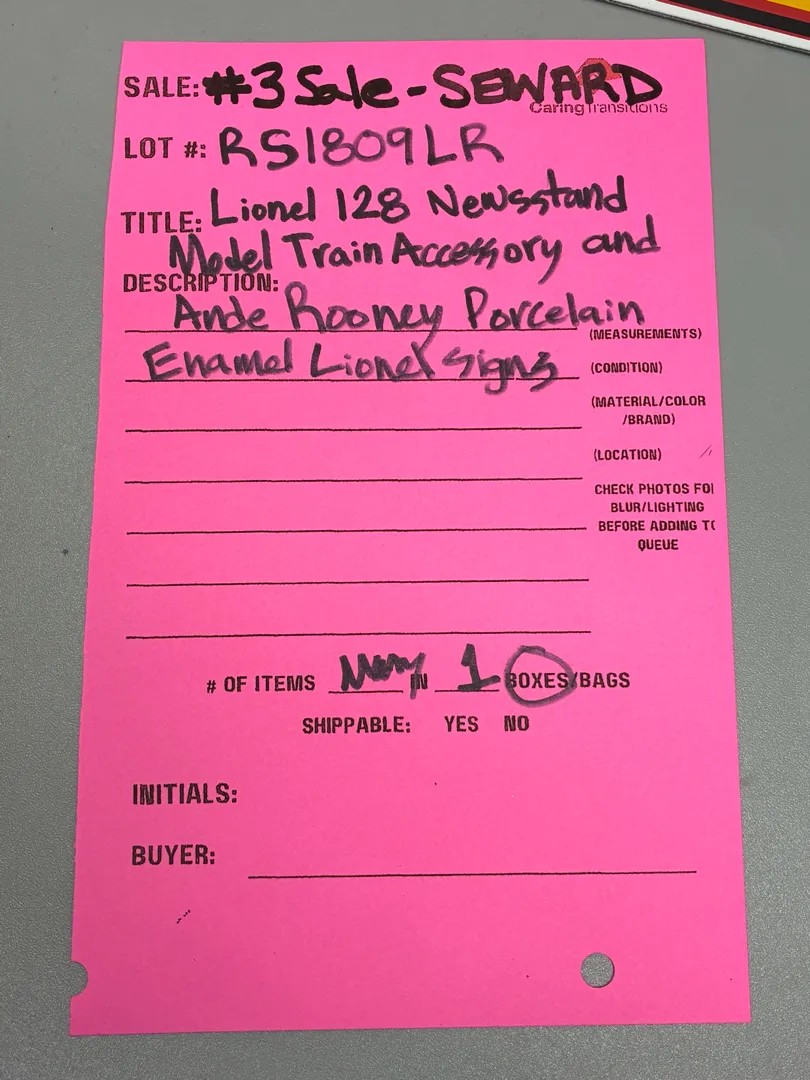 SALE: #3 Sale - SEWARD
Caring Transitions
LOT #: RS1809LR
TITLE: Lionel 128 Newsstand
Model Train Accessory and
DESCRIPTION:
Ande Rooney Porcelain
(MEASUREMENTS)
Enamel Lionel Signs
(CONDITION)
(MATERIAL/COLOR
/BRAND)
(LOCATION)
CHECK PHOTOS FOR
BLUR/LIGHTING
BEFORE ADDING TO
QUEUE
# OF ITEMS Many IN 1 BOXES/BAGS
SHIPPABLE: YES NO
INITIALS:
BUYER: